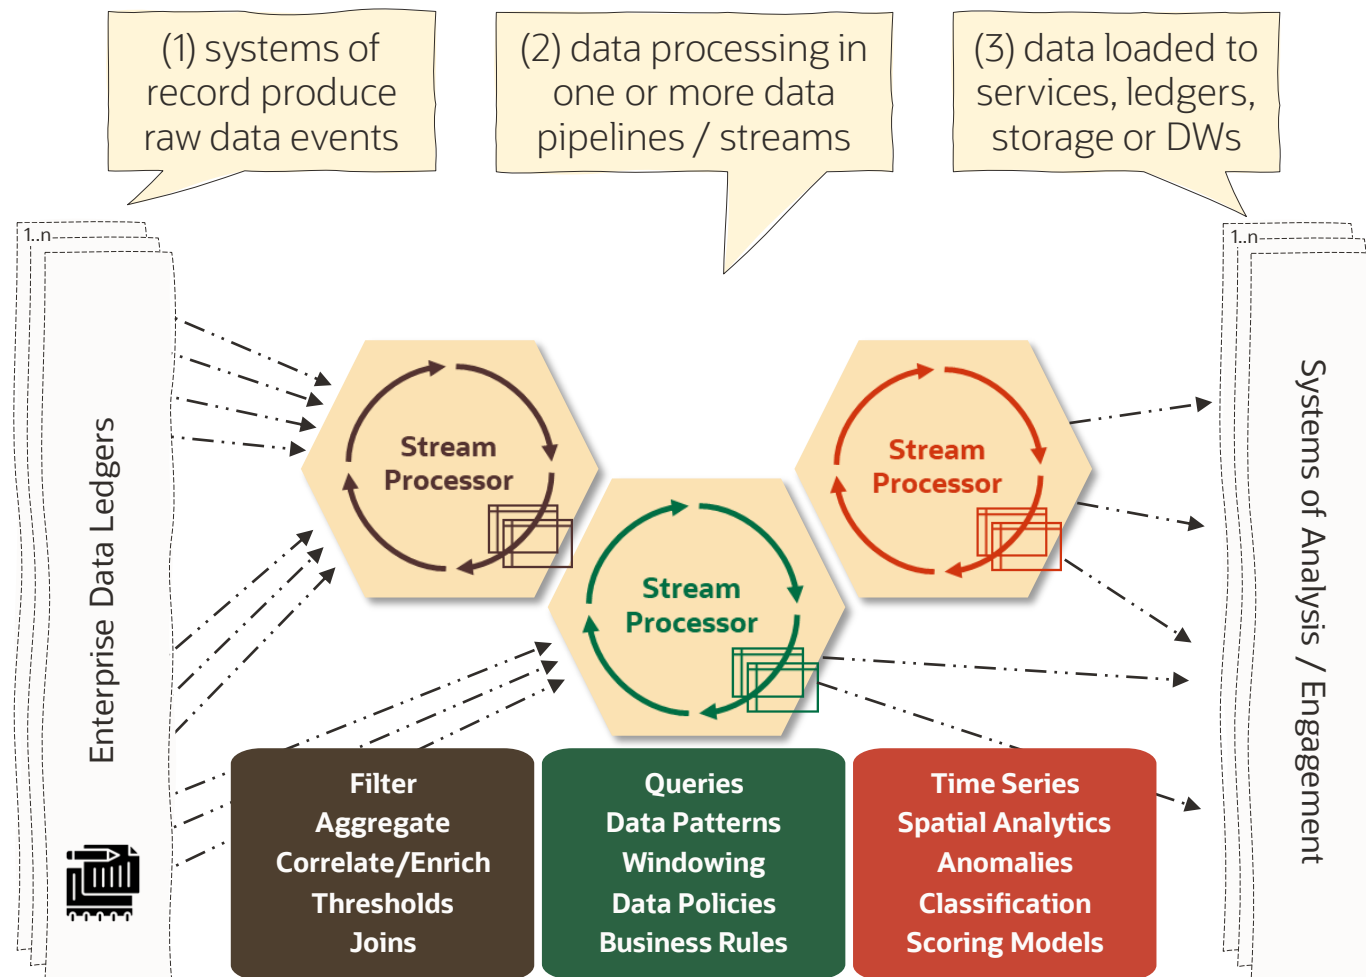 (1) systems of
record produce
raw data events
(2) data processing in
one or more data
pipelines / streams
(3) data loaded to
services, ledgers,
storage or DWs
1..n
Enterprise Data Ledgers
Stream
Processor
Stream
Processor
Stream
Processor
1..n
Systems of Analysis / Engagement
Filter
Aggregate
Correlate/Enrich
Thresholds
Joins
Queries
Data Patterns
Windowing
Data Policies
Business Rules
Time Series
Spatial Analytics
Anomalies
Classification
Scoring Models